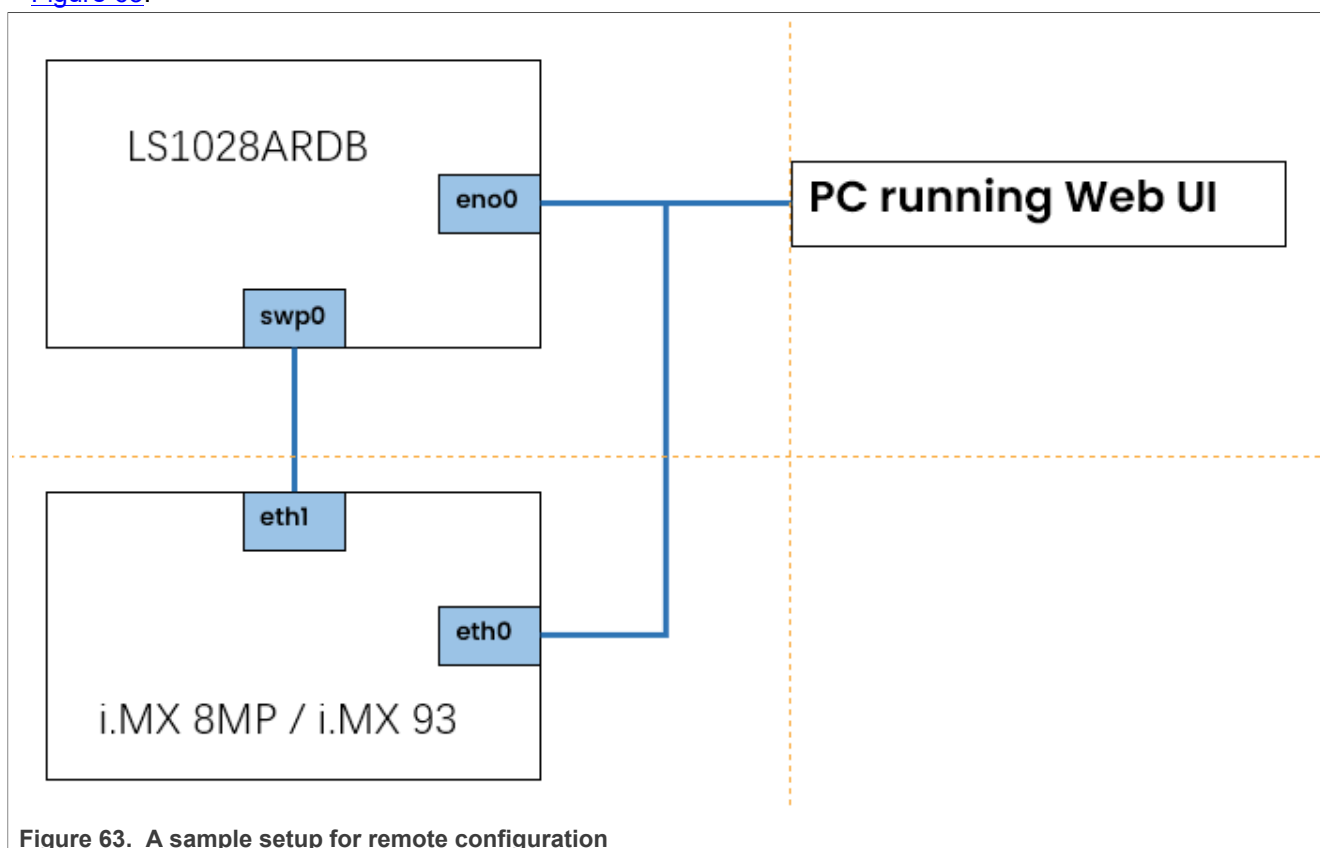 LS1028ARDB
eno0
PC running Web UI
swp0
eth1
eth0
i.MX 8MP / i.MX 93
Figure 63. A sample setup for remote configuration